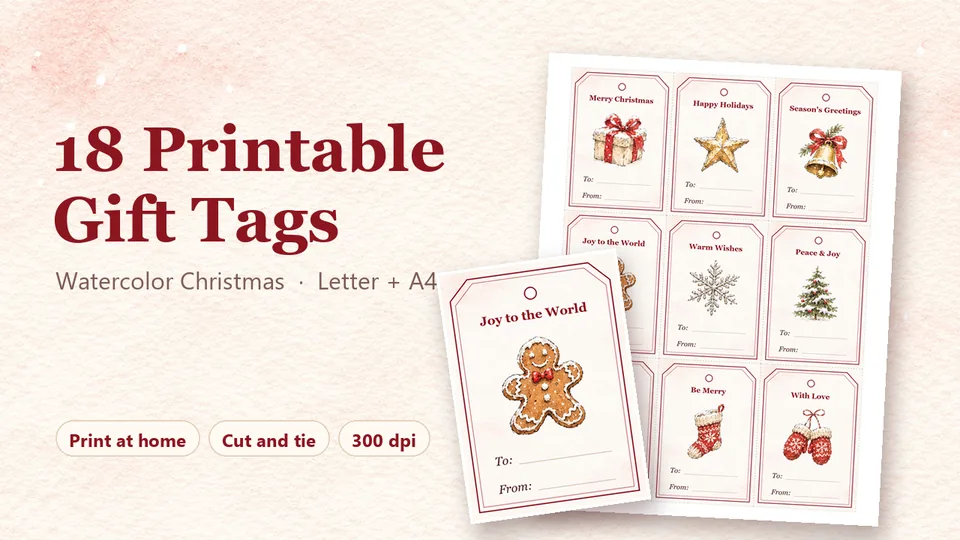 18 Printable
Gift Tags
Watercolor Christmas · Letter + A4
Print at home
Cut and tie
300 dpi
Merry Christmas
To:
From:
Happy Holidays
To:
From:
Season's Greetings
To:
From:
Joy to the World
Warm Wishes
To:
From:
Peace & Joy
To:
From:
Be Merry
To:
From:
With Love
To:
From:
Joy to the World
To:
From: